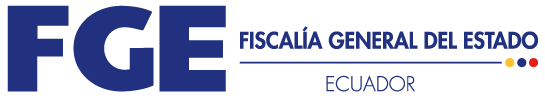 FGE
FISCALÍA GENERAL DEL ESTADO
ECUADOR